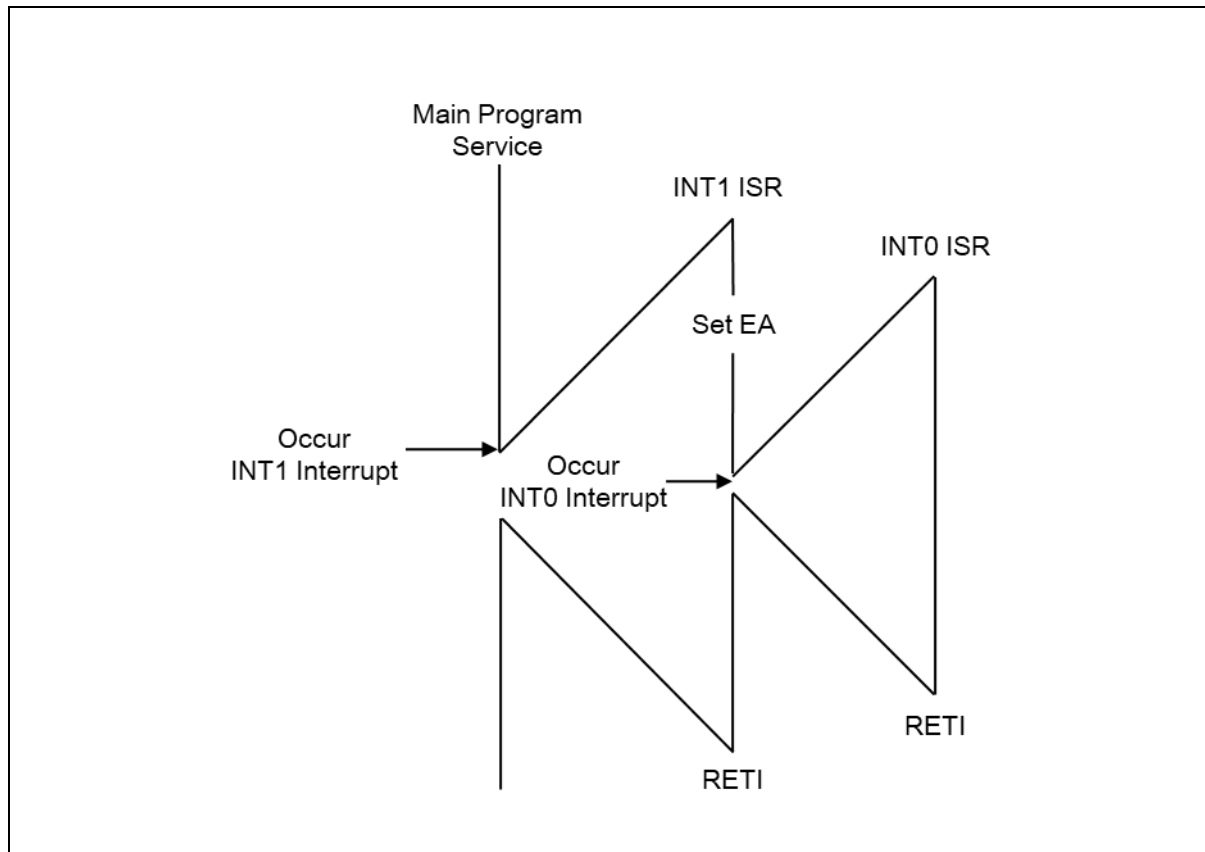 Main Program
Service
INT1 ISR
INT0 ISR
Set EA
Occur
INT1 Interrupt
Occur
INT0 Interrupt
RETI
RETI